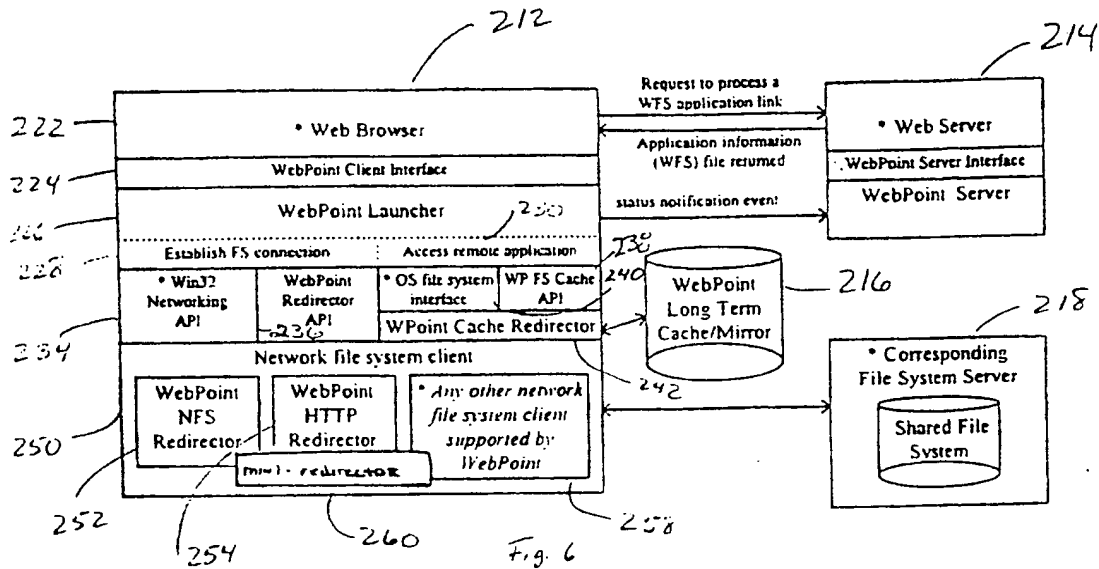 212
214
Request to process a
WFS application link
222
* Web Browser
* Web Server
Application information
(WFS) file returned
WebPoint Client Interface
WebPoint Server Interface
224
WebPoint Launcher
status notification event
WebPoint Server
230
Establish FS connection
Access remote application
228
238
* Win32
Networking
API
WebPoint
Redirector
API
* OS file system
interface
WP FS Cache
API
240
WebPoint
Long Term
Cache/Mirror
216
218
236
WPoint Cache Redirector
234
Network file system client
242
* Corresponding
File System Server
WebPoint
NFS
Redirector
WebPoint
HTTP
Redirector
* Any other network
file system client
supported by
WebPoint
Shared File
System
250
mini-redirector
252
254
260
258
Fig. 6